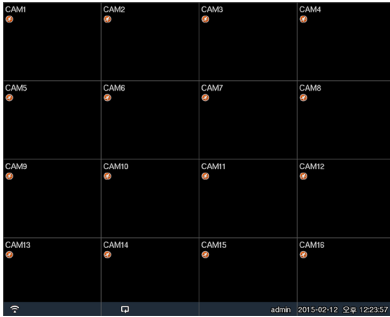 CAM1 CAM2 CAM3 CAM4
CAM5 CAM6 CAM7 CAM8
CAM9 CAM10 CAM11 CAM12
CAM13 CAM14 CAM15 CAM16
admin 2015-02-12 오후 12:23:57